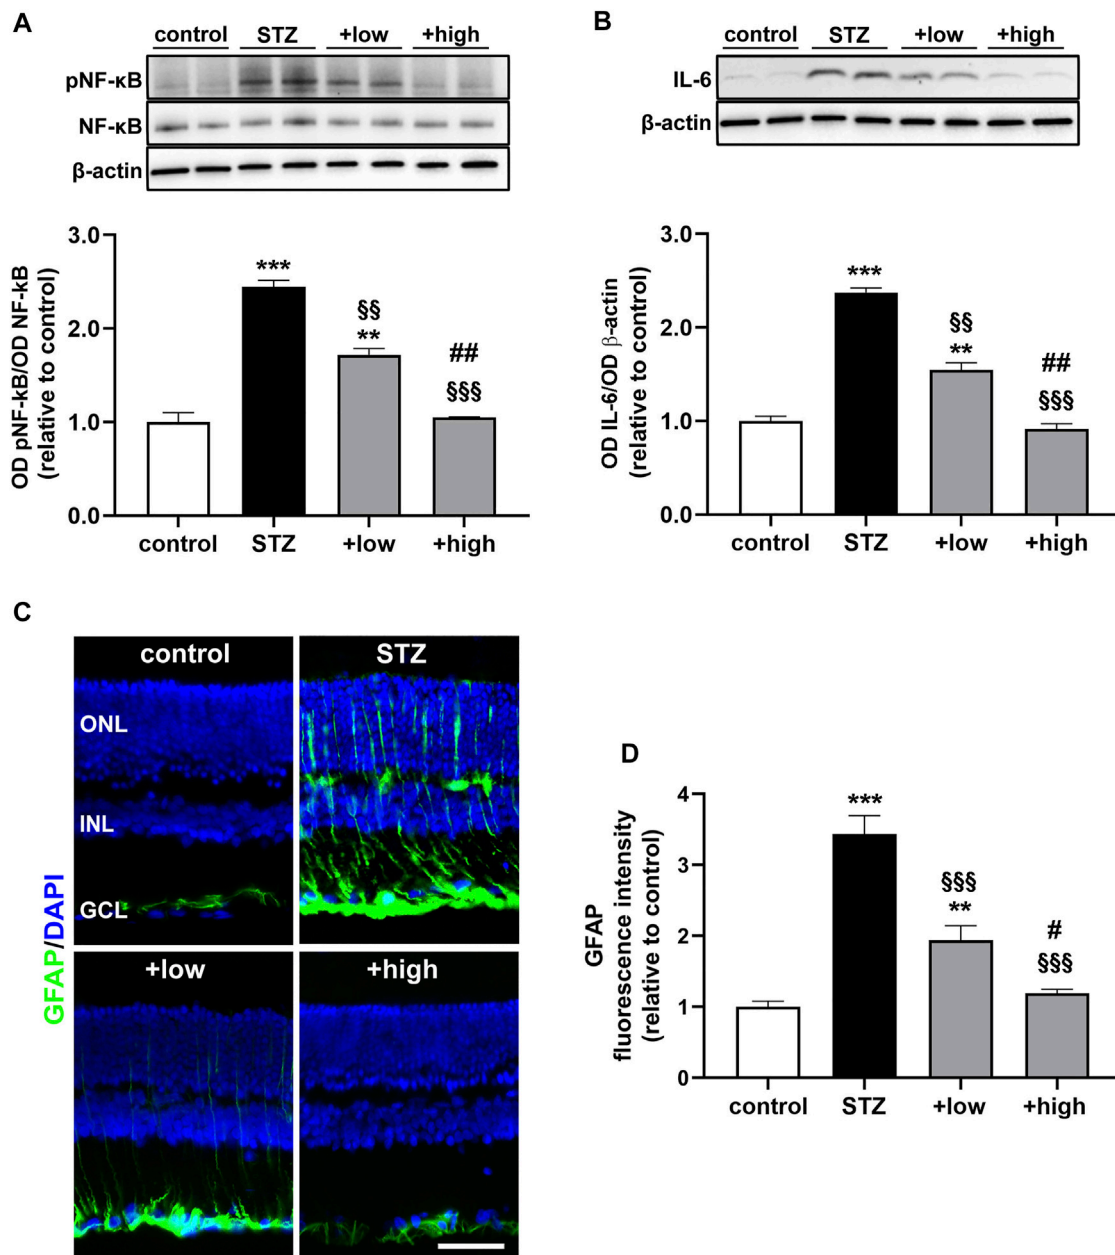 A
control STZ +low +high
pNF-κB
NF-κB
β-actin
3.0
2.0
1.0
0.0
OD pNF-kB/OD NF-kB
(relative to control)
***
§§
**
##
§§§
control STZ +low +high
B
control STZ +low +high
IL-6
β-actin
3.0
2.0
1.0
0.0
OD IL-6/OD β-actin
(relative to control)
***
§§
**
##
§§§
control STZ +low +high
C
GFAP/DAPI
control
ONL
INL
GCL
STZ
+low
+high
D
4
3
2
1
0
GFAP
fluorescence intensity
(relative to control)
***
§§§
**
#
§§§
control STZ +low +high